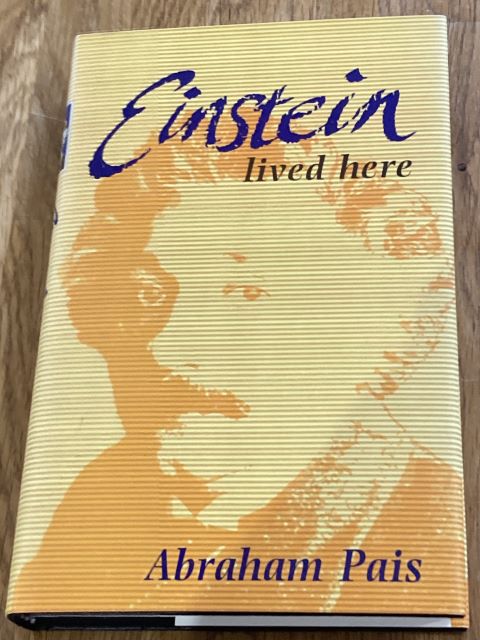 Einstein
lived here
Abraham Pais